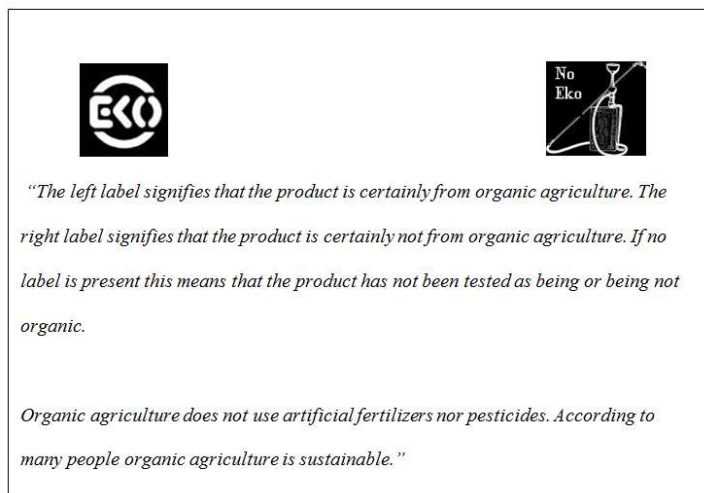 EKO
No
Eko
“The left label signifies that the product is certainly from organic agriculture. The
right label signifies that the product is certainly not from organic agriculture. If no
label is present this means that the product has not been tested as being or being not
organic.
Organic agriculture does not use artificial fertilizers nor pesticides. According to
many people organic agriculture is sustainable.”